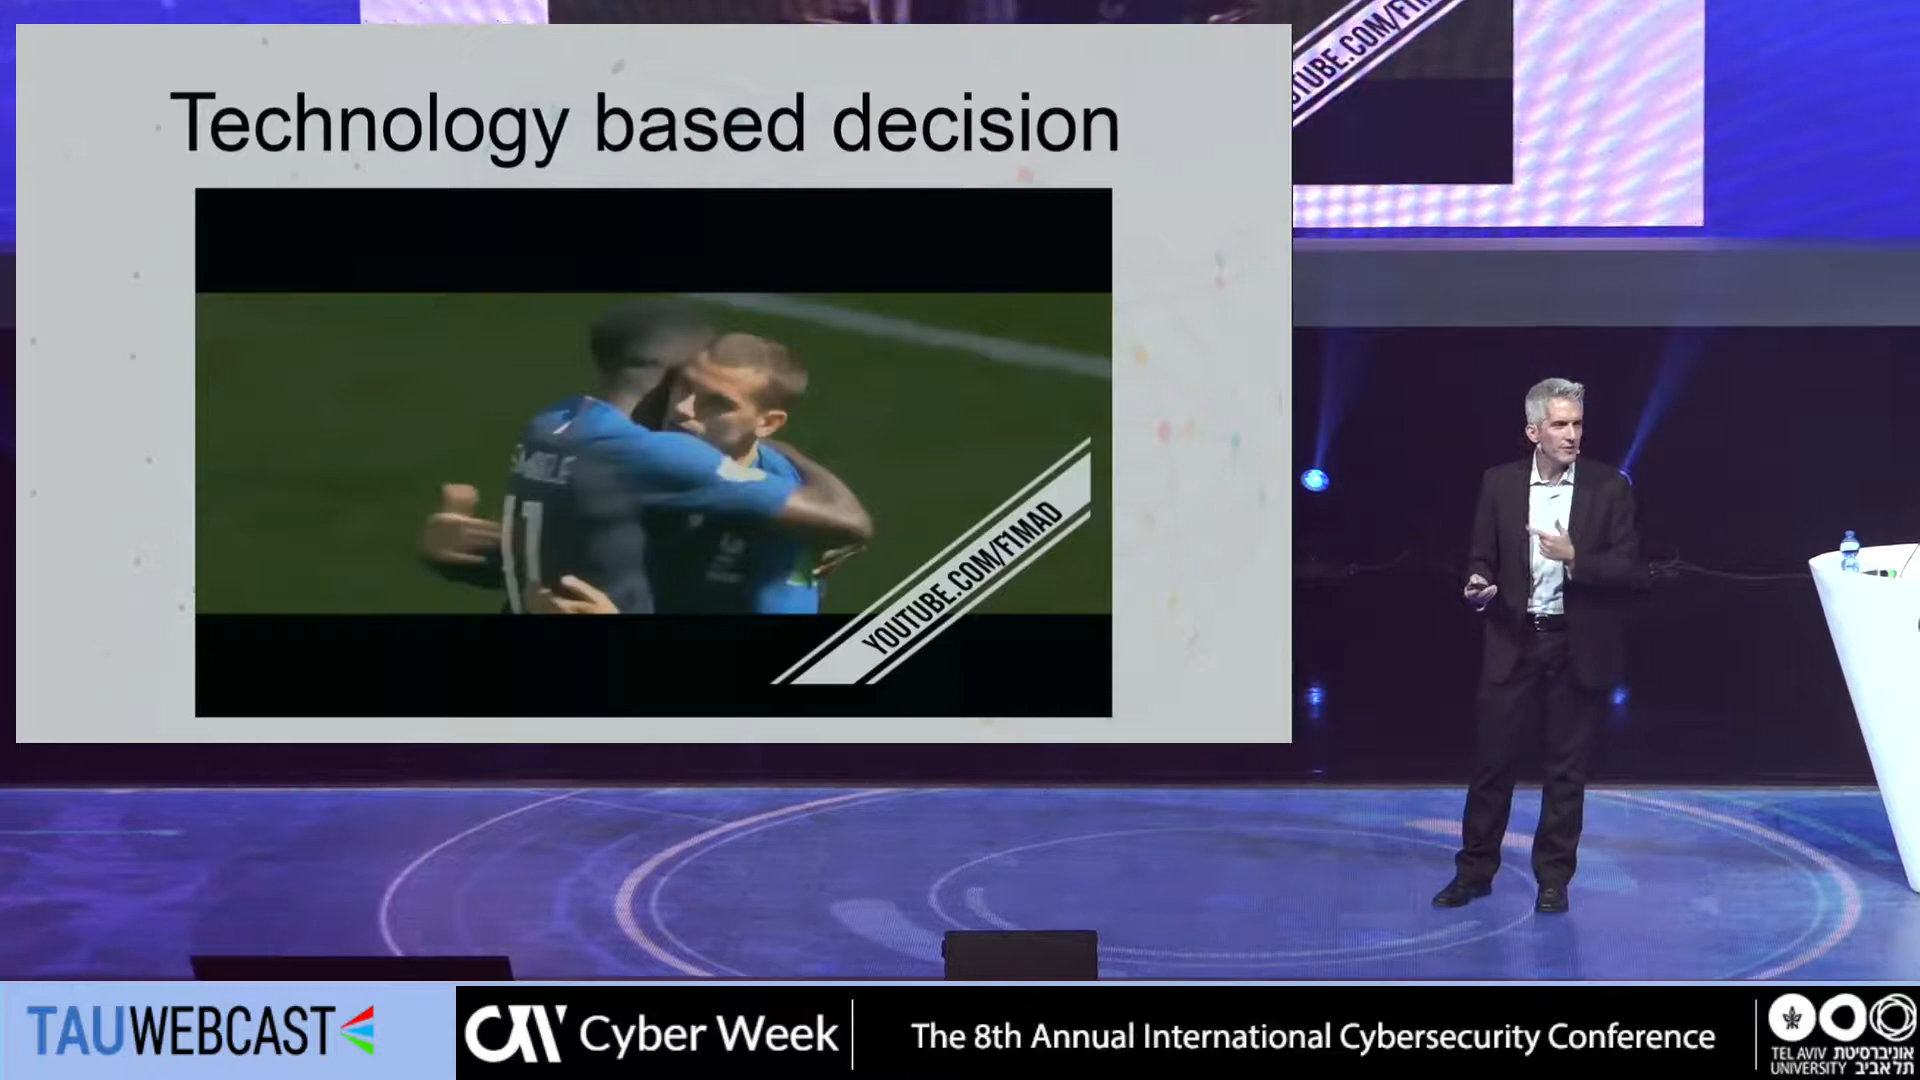 Technology based decision
11
YOUTUBE.COM/F1MAD
TAUWEBCAST
Cyber Week
The 8th Annual International Cybersecurity Conference
TEL AVIV אוניברסיטת
UNIVERSITY תל אביב